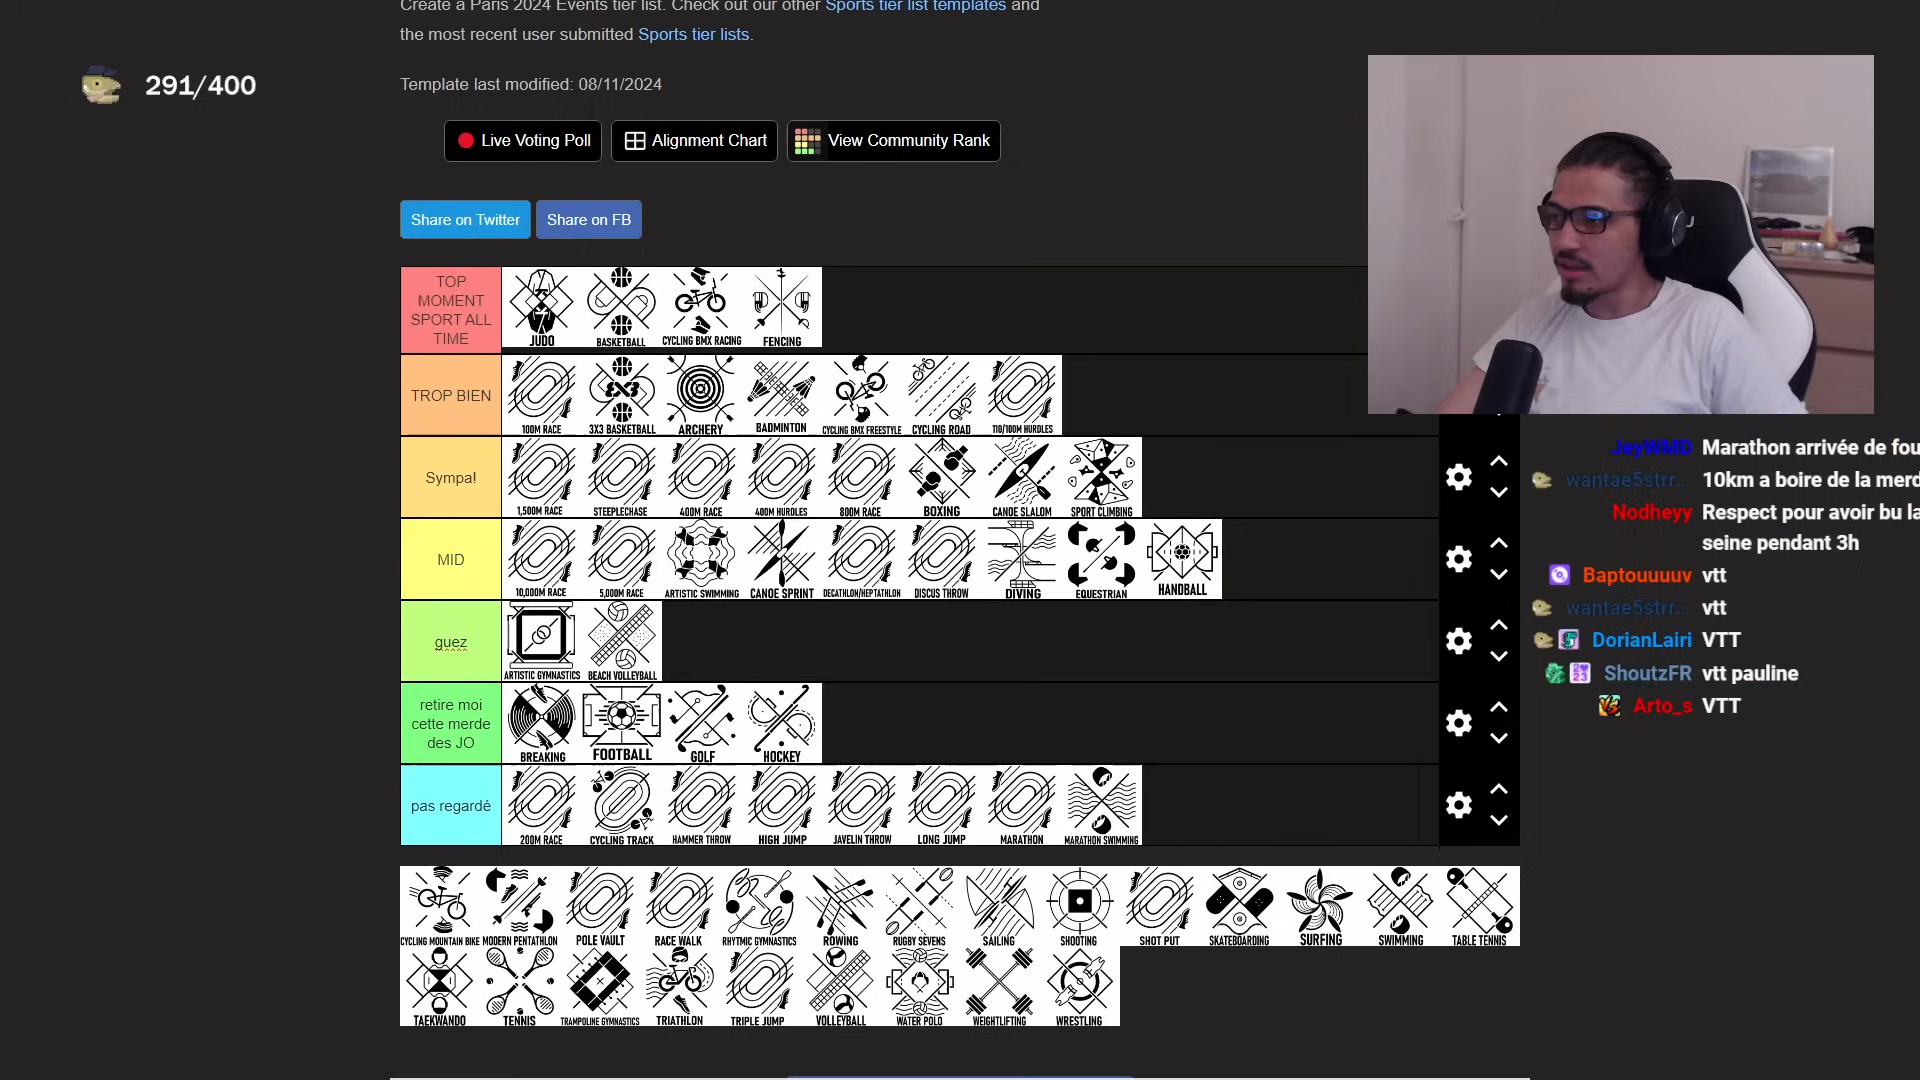 Create a Paris 2024 Events tier list. Check out our other Sports tier list templates and
the most recent user submitted Sports tier lists.
291/400
Template last modified: 08/11/2024
Live Voting Poll
Alignment Chart
View Community Rank
Share on Twitter
Share on FB
TOP
MOMENT
SPORT ALL
TIME
JUDO
BASKETBALL
CYCLING BMX RACING
FENCING
TROP BIEN
100M RACE
3X3
3X3 BASKETBALL
ARCHERY
BADMINTON
CYCLING BMX FREESTYLE
CYCLING ROAD
110/100M HURDLES
Sympa!
1,500M RACE
STEEPLECHASE
400M RACE
400M HURDLES
800M RACE
BOXING
CANOE SLALOM
SPORT CLIMBING
MID
10,000M RACE
5,000M RACE
ARTISTIC SWIMMING
CANOE SPRINT
DECATHLON/HEPTATHLON
DISCUS THROW
DIVING
EQUESTRIAN
HANDBALL
guez
ARTISTIC GYMNASTICS
BEACH VOLLEYBALL
retire moi
cette merde
des JO
BREAKING
FOOTBALL
GOLF
HOCKEY
pas regardé
200M RACE
CYCLING TRACK
HAMMER THROW
HIGH JUMP
JAVELIN THROW
LONG JUMP
MARATHON
MARATHON SWIMMING
CYCLING MOUNTAIN BIKE
MODERN PENTATHLON
POLE VAULT
RACE WALK
RHYTMIC GYMNASTICS
ROWING
RUGBY SEVENS
SAILING
SHOOTING
SHOT PUT
SKATEBOARDING
SURFING
SWIMMING
TABLE TENNIS
TAEKWANDO
TENNIS
TRAMPOLINE GYMNASTICS
TRIATHLON
TRIPLE JUMP
VOLLEYBALL
WATER POLO
WEIGHTLIFTING
WRESTLING
JeyWMD Marathon arrivée de fou
wantae5strr... 10km a boire de la merd
Nodheyy Respect pour avoir bu la
seine pendant 3h
Baptouuuuv vtt
wantae5strr... vtt
DorianLairi VTT
ShoutzFR vtt pauline
Arto_s VTT